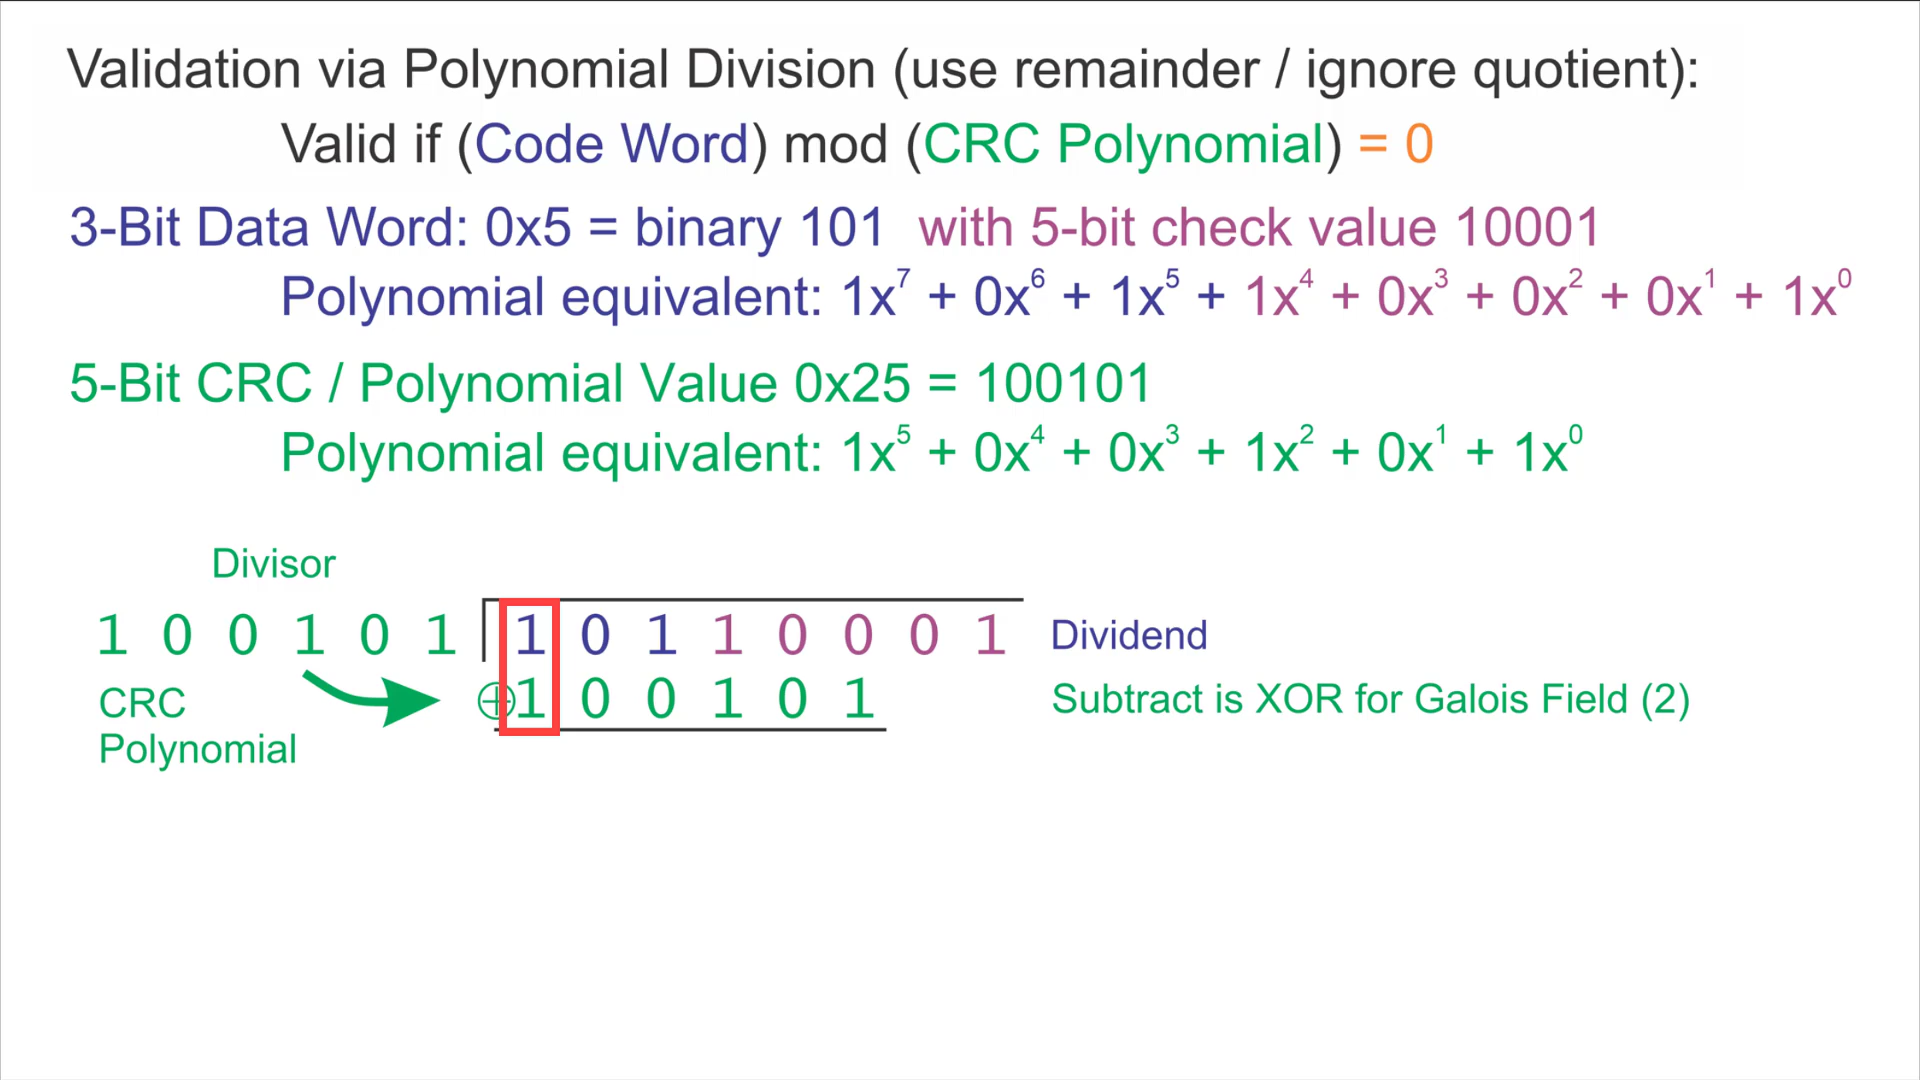 Validation via Polynomial Division (use remainder / ignore quotient):
Valid if (Code Word) mod (CRC Polynomial) = 0
3-Bit Data Word: 0x5 = binary 101 with 5-bit check value 10001
Polynomial equivalent: 1x⁷ + 0x⁶ + 1x⁵ + 1x⁴ + 0x³ + 0x² + 0x¹ + 1x⁰
5-Bit CRC / Polynomial Value 0x25 = 100101
Polynomial equivalent: 1x⁵ + 0x⁴ + 0x³ + 1x² + 0x¹ + 1x⁰
Divisor
1 0 0 1 0 1 1 0 1 1 0 0 0 1 Dividend
CRC ⊕ 1 0 0 1 0 1 Subtract is XOR for Galois Field (2)
Polynomial